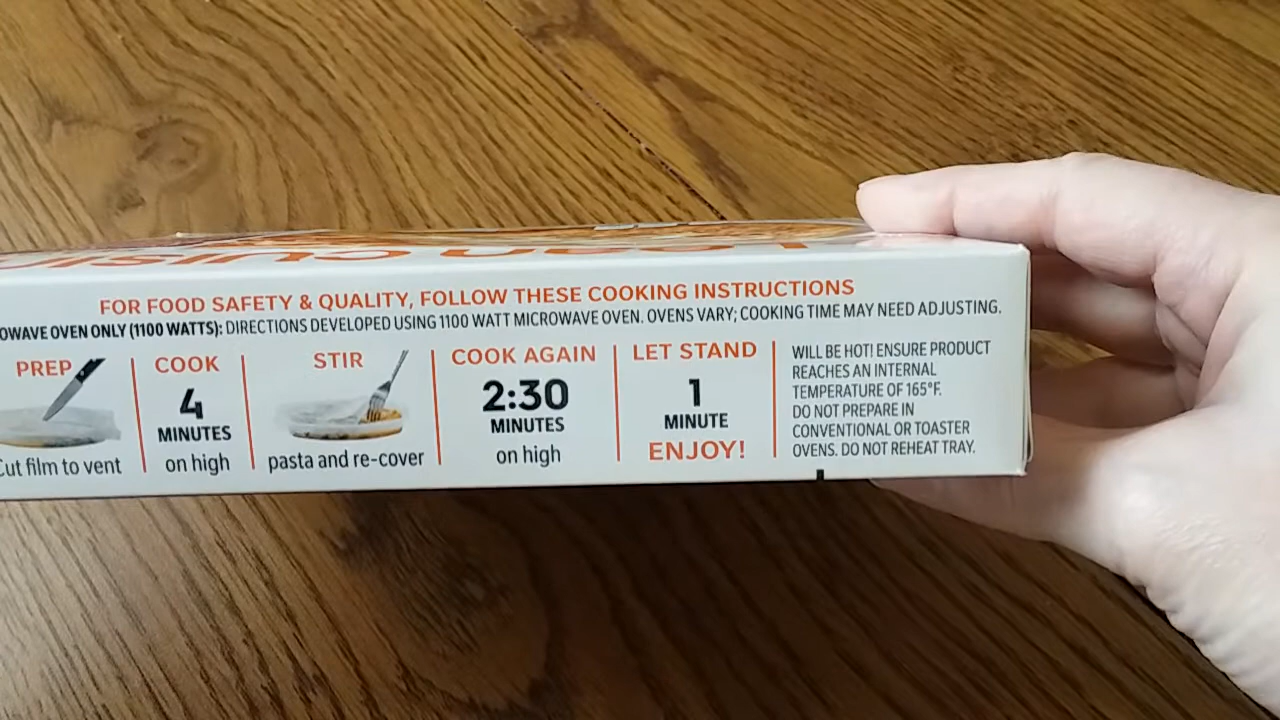 FOR FOOD SAFETY & QUALITY, FOLLOW THESE COOKING INSTRUCTIONS
OWAVE OVEN ONLY (1100 WATTS): DIRECTIONS DEVELOPED USING 1100 WATT MICROWAVE OVEN. OVENS VARY; COOKING TIME MAY NEED ADJUSTING.
PREP
Cut film to vent
COOK
4
MINUTES
on high
STIR
pasta and re-cover
COOK AGAIN
2:30
MINUTES
on high
LET STAND
1
MINUTE
ENJOY!
WILL BE HOT! ENSURE PRODUCT
REACHES AN INTERNAL
TEMPERATURE OF 165°F.
DO NOT PREPARE IN
CONVENTIONAL OR TOASTER
OVENS. DO NOT REHEAT TRAY.